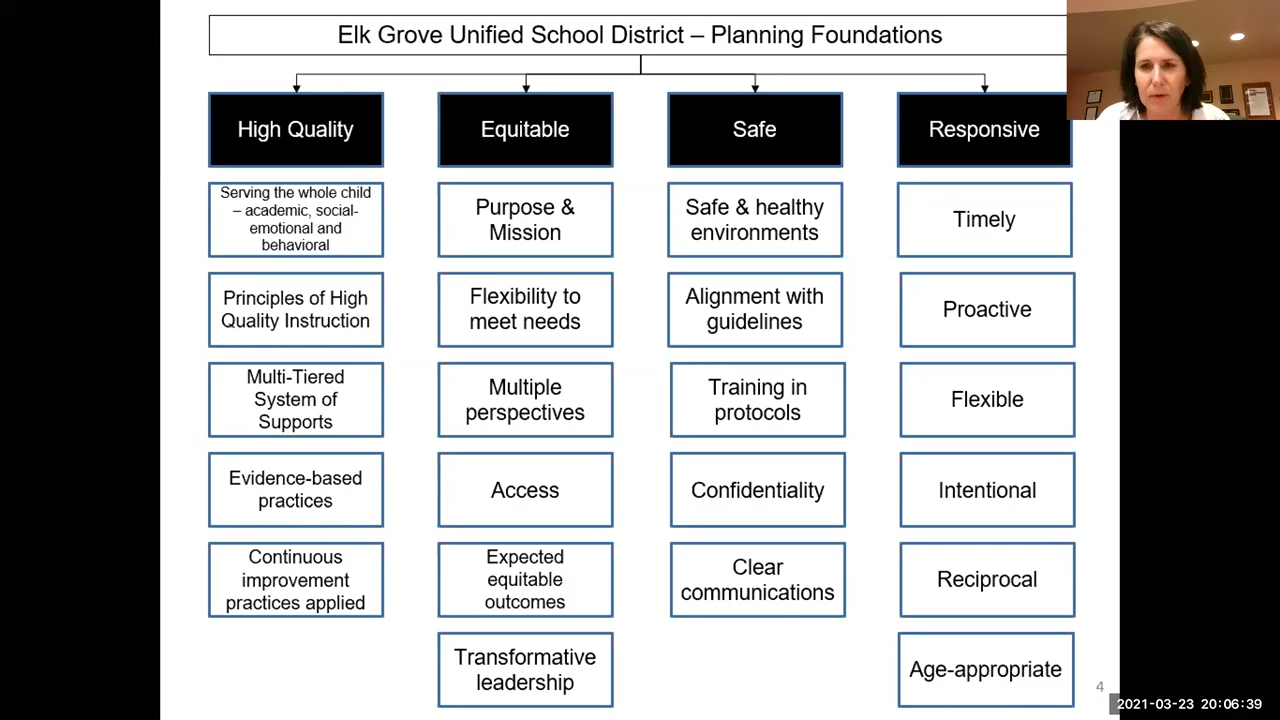 Elk Grove Unified School District – Planning Foundations
High Quality
Equitable
Safe
Responsive
Serving the whole child
– academic, social-
emotional and
behavioral
Purpose &
Mission
Safe & healthy
environments
Timely
Principles of High
Quality Instruction
Flexibility to
meet needs
Alignment with
guidelines
Proactive
Multi-Tiered
System of
Supports
Multiple
perspectives
Training in
protocols
Flexible
Evidence-based
practices
Access
Confidentiality
Intentional
Continuous
improvement
practices applied
Expected
equitable
outcomes
Clear
communications
Reciprocal
Transformative
leadership
Age-appropriate
4
2021-03-23 20:06:39